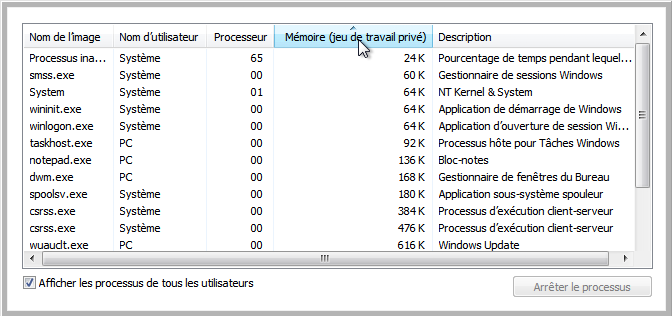 Nom de l'image Nom d'utilisateur Processeur Mémoire (jeu de travail privé) Description
Processus ina... Système 65 24 K Pourcentage de temps pendant lequel...
smss.exe Système 00 60 K Gestionnaire de sessions Windows
System Système 01 64 K NT Kernel & System
wininit.exe Système 00 64 K Application de démarrage de Windows
winlogon.exe Système 00 64 K Application d'ouverture de session Wi...
taskhost.exe PC 00 92 K Processus hôte pour Tâches Windows
notepad.exe PC 00 136 K Bloc-notes
dwm.exe PC 00 168 K Gestionnaire de fenêtres du Bureau
spoolsv.exe Système 00 180 K Application sous-système spouleur
csrss.exe Système 00 384 K Processus d'exécution client-serveur
csrss.exe Système 00 476 K Processus d'exécution client-serveur
wuauclt.exe PC 00 616 K Windows Update
Afficher les processus de tous les utilisateurs
Arrêter le processus